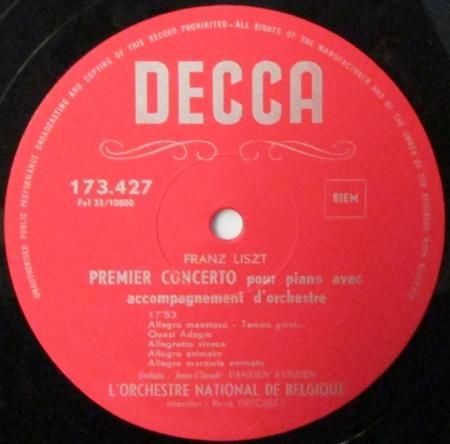 UNAUTHORISED PUBLIC PERFORMANCE BROADCASTING AND COPYING OF THIS RECORD PROHIBITED-ALL RIGHTS OF THE MANUFACTURER AND OF THE OWNER OF THE RECORDED WORK RESERVED
DECCA
173.427
FoT 33/10800
BIEM
FRANZ LISZT
PREMIER CONCERTO pour piano avec
accompagnement d'orchestre
17'53
Allegro maestoso - Tempo giusto
Quasi Adagio
Allegretto vivace
Allegro animato
Allegro marziale animato
Soliste : Jean-Claude VANDEN EYNDEN
L'ORCHESTRE NATIONAL DE BELGIQUE
direction : René DEFOSSEZ